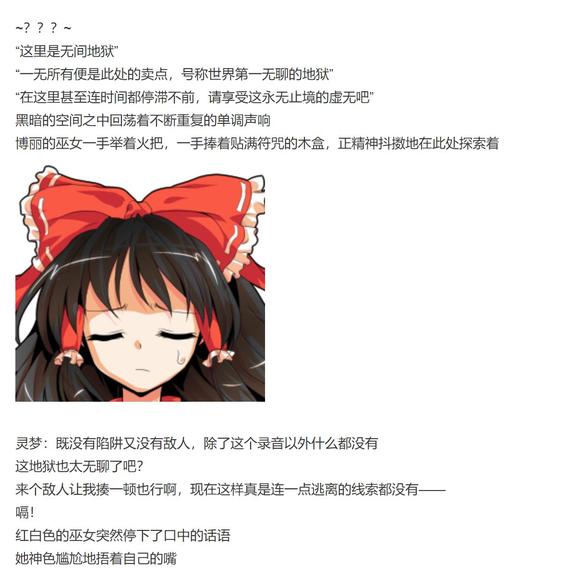 ~？？？~
“这里是无间地狱”
“一无所有便是此处的卖点，号称世界第一无聊的地狱”
“在这里甚至连时间都停滞不前，请享受这永无止境的虚无吧”
黑暗的空间之中回荡着不断重复的单调声响
博丽的巫女一手举着火把，一手捧着贴满符咒的木盒，正精神抖擞地在此处探索着
灵梦：既没有陷阱又没有敌人，除了这个录音以外什么都没有
这地狱也太无聊了吧？
来个敌人让我揍一顿也行啊，现在这样真是连一点逃离的线索都没有——
嗝！
红白色的巫女突然停下了口中的话语
她神色尴尬地捂着自己的嘴